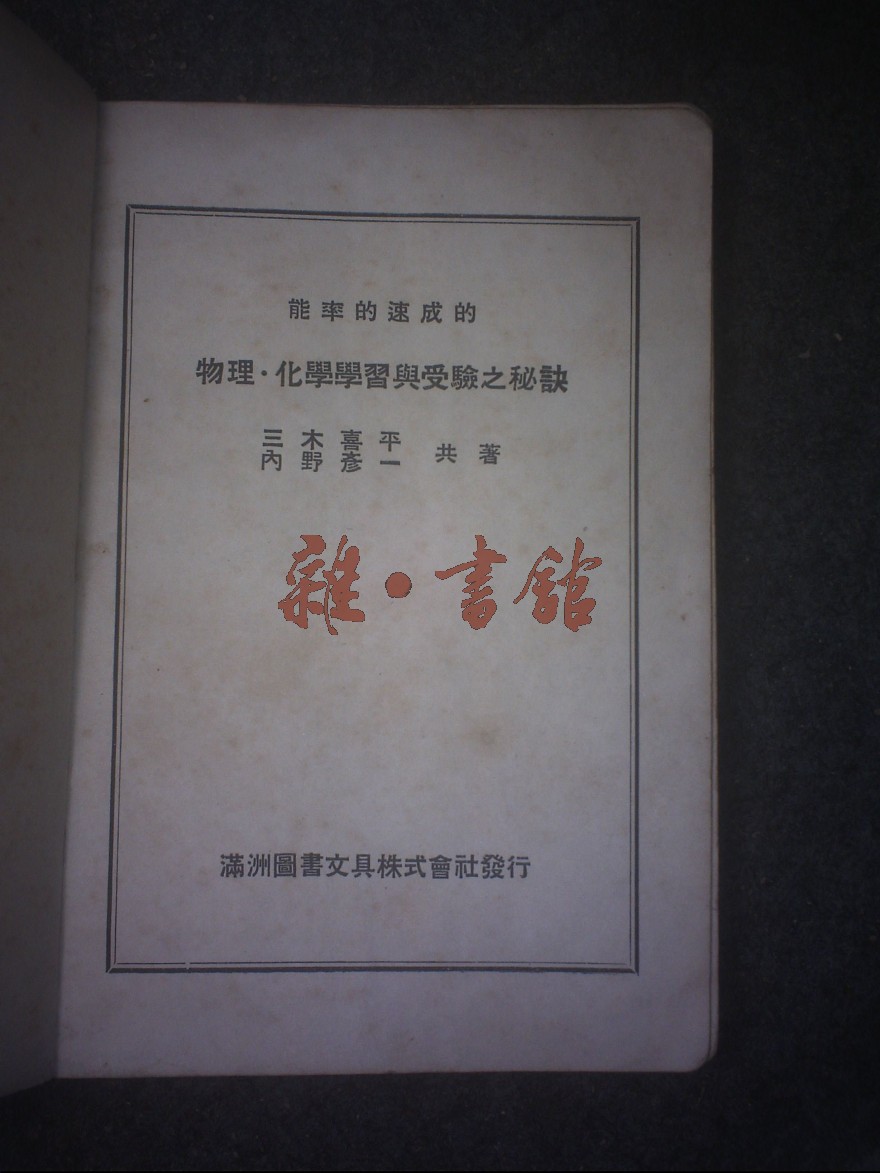 能率的速成的
物理·化學學習與受驗之秘訣
三木喜平
內野彥一 共著
雜·書館
滿洲圖書文具株式會社發行